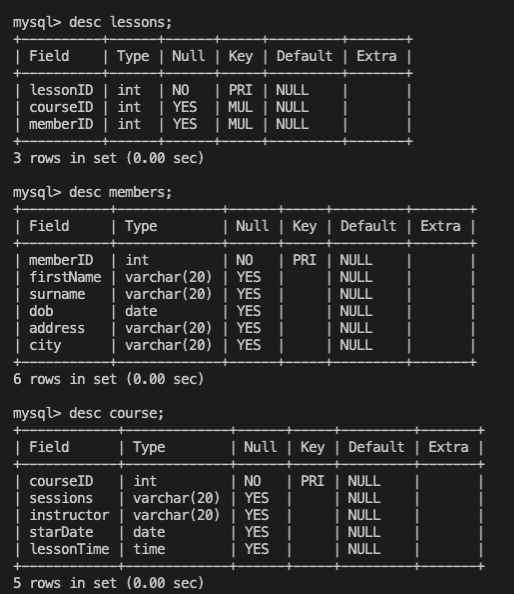 mysql> desc lessons;
+-----------+------+------+-----+---------+-------+
| Field     | Type | Null | Key | Default | Extra |
+-----------+------+------+-----+---------+-------+
| lessonID | int  | NO   | PRI | NULL    |       |
| courseID | int  | YES  | MUL | NULL    |       |
| memberID | int  | YES  | MUL | NULL    |       |
+-----------+------+------+-----+---------+-------+
3 rows in set (0.00 sec)
mysql> desc members;
+-----------+-------------+------+-----+---------+-------+
| Field     | Type        | Null | Key | Default | Extra |
+-----------+-------------+------+-----+---------+-------+
| memberID  | int         | NO   | PRI | NULL    |       |
| firstName | varchar(20) | YES  |     | NULL    |       |
| surname   | varchar(20) | YES  |     | NULL    |       |
| dob       | date        | YES  |     | NULL    |       |
| address   | varchar(20) | YES  |     | NULL    |       |
| city      | varchar(20) | YES  |     | NULL    |       |
+-----------+-------------+------+-----+---------+-------+
6 rows in set (0.00 sec)
mysql> desc course;
+------------+-------------+------+-----+---------+-------+
| Field      | Type        | Null | Key | Default | Extra |
+------------+-------------+------+-----+---------+-------+
| courseID   | int         | NO   | PRI | NULL    |       |
| sessions   | varchar(20) | YES  |     | NULL    |       |
| instructor | varchar(20) | YES  |     | NULL    |       |
| starDate   | date        | YES  |     | NULL    |       |
| lessonTime | time        | YES  |     | NULL    |       |
+------------+-------------+------+-----+---------+-------+
5 rows in set (0.00 sec)